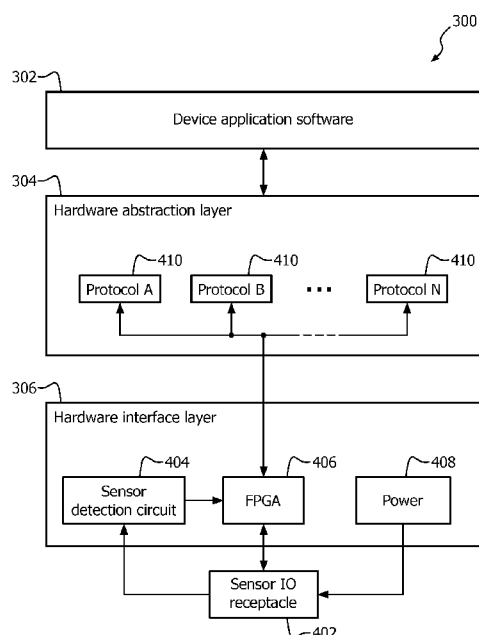 300
302
Device application software
304
Hardware abstraction layer
410
410
410
Protocol A
Protocol B
...
Protocol N
306
Hardware interface layer
404
406
408
Sensor
detection circuit
FPGA
Power
Sensor IO
receptacle
402